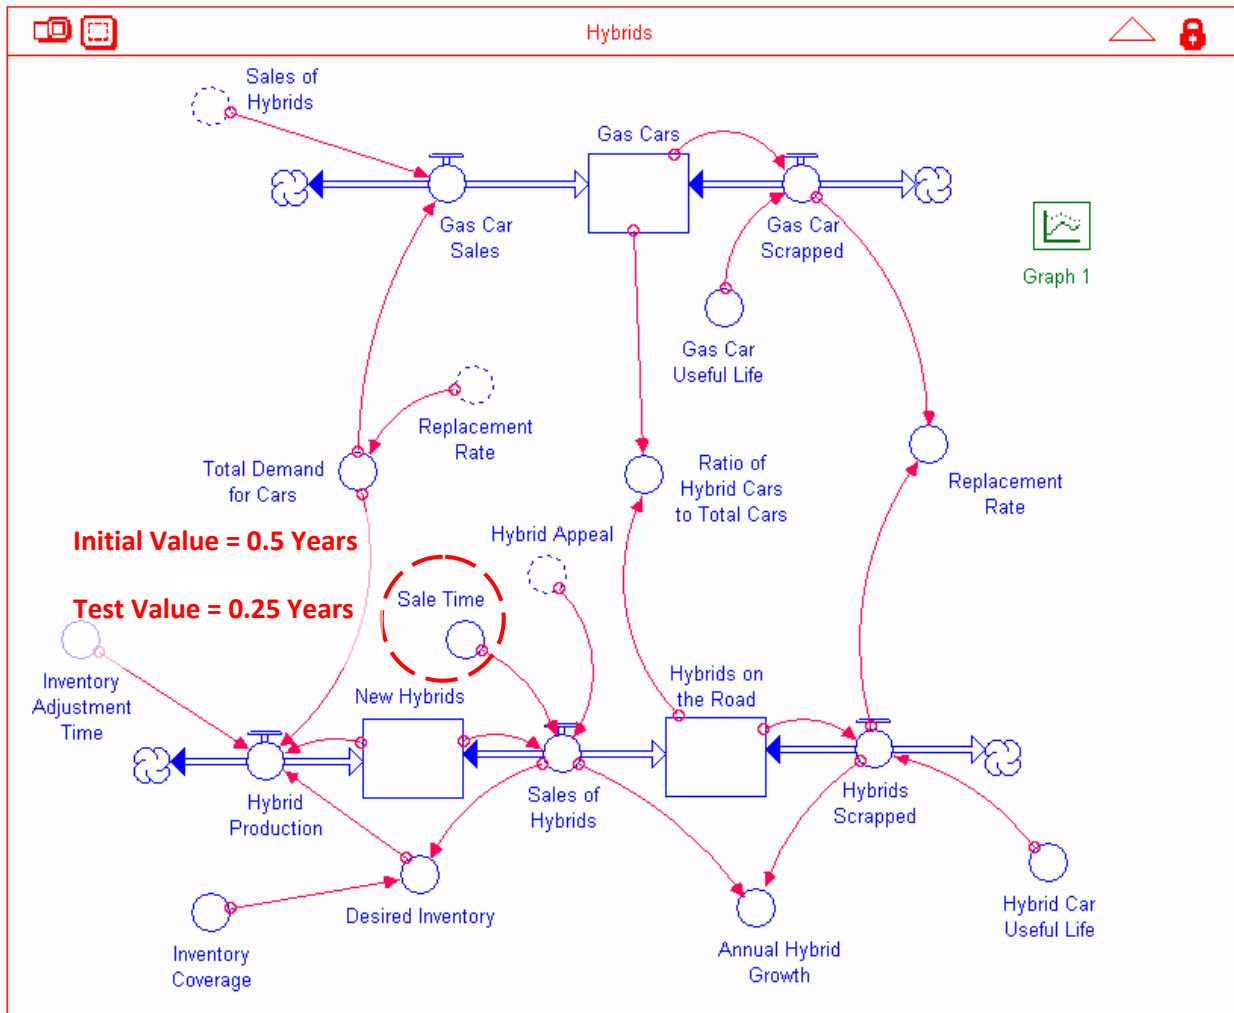 Hybrids
Sales of
Hybrids
Gas Cars
Gas Car
Sales
Gas Car
Scrapped
Graph 1
Gas Car
Useful Life
Replacement
Rate
Total Demand
for Cars
Ratio of
Hybrid Cars
to Total Cars
Replacement
Rate
Initial Value = 0.5 Years
Hybrid Appeal
Test Value = 0.25 Years
Sale Time
Inventory
Adjustment
Time
New Hybrids
Hybrids on
the Road
Hybrid
Production
Sales of
Hybrids
Hybrids
Scrapped
Desired Inventory
Inventory
Coverage
Annual Hybrid
Growth
Hybrid Car
Useful Life